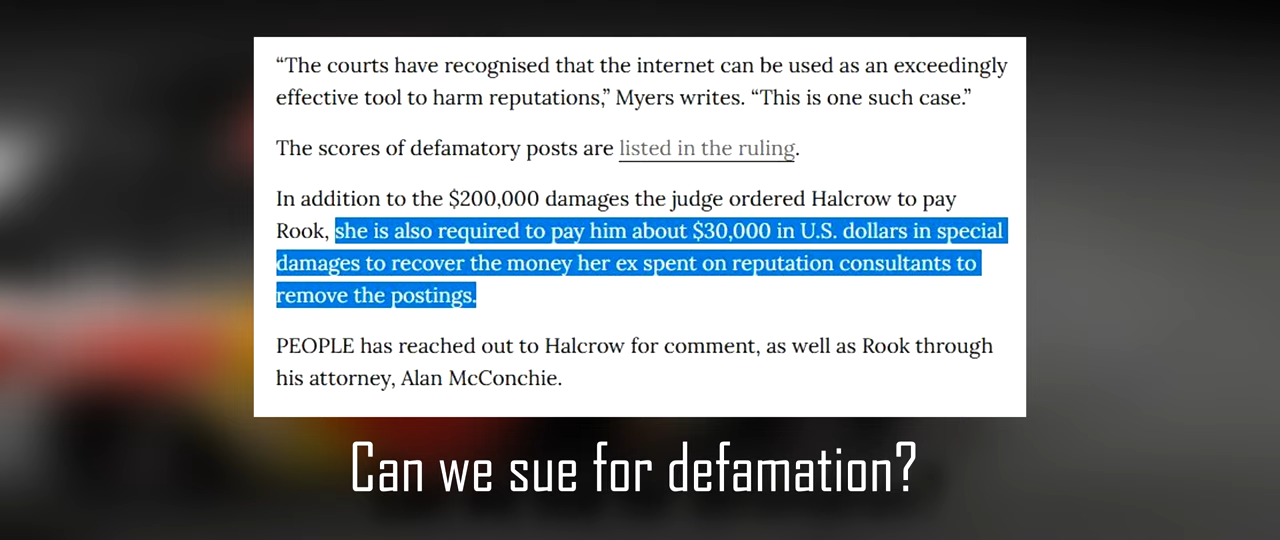 “The courts have recognised that the internet can be used as an exceedingly
effective tool to harm reputations,” Myers writes. “This is one such case.”
The scores of defamatory posts are listed in the ruling.
In addition to the $200,000 damages the judge ordered Halcrow to pay
Rook, she is also required to pay him about $30,000 in U.S. dollars in special
damages to recover the money her ex spent on reputation consultants to
remove the postings.
PEOPLE has reached out to Halcrow for comment, as well as Rook through
his attorney, Alan McConchie.
Can we sue for defamation?